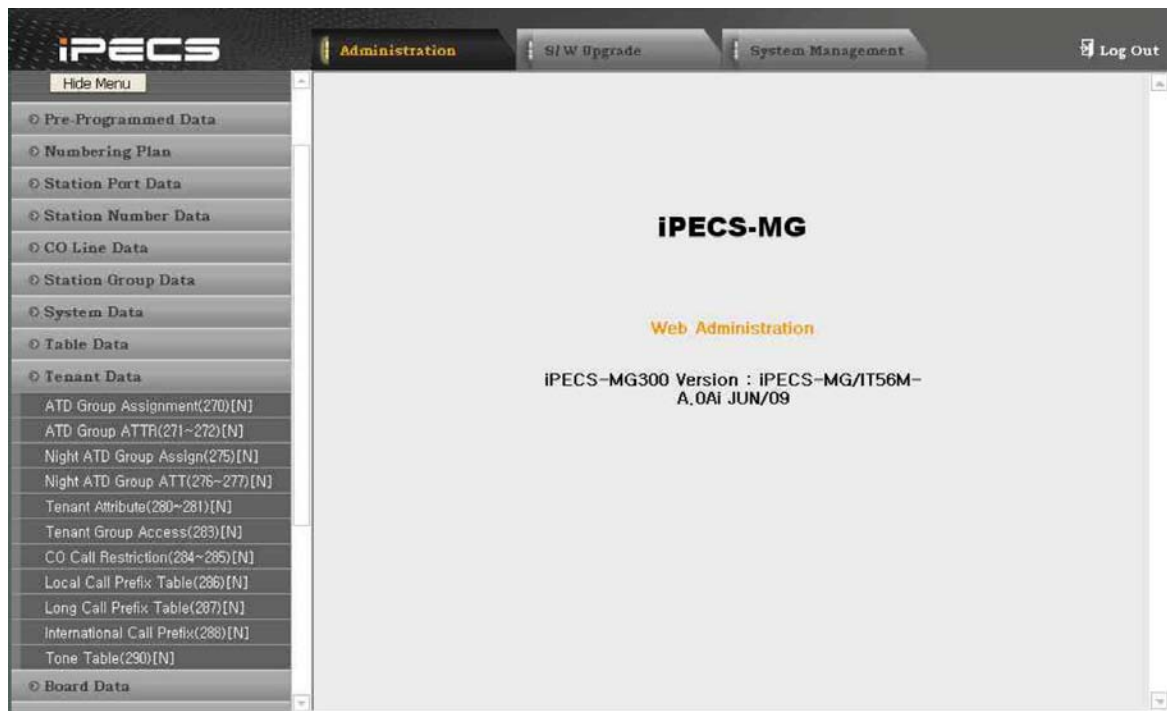 iPECS
Administration
S/W Upgrade
System Management
Log Out
Hide Menu
Pre-Programmed Data
Numbering Plan
Station Port Data
Station Number Data
CO Line Data
Station Group Data
System Data
Table Data
Tenant Data
ATD Group Assignment(270)[N]
ATD Group ATTR(271~272)[N]
Night ATD Group Assign(275)[N]
Night ATD Group ATT(276~277)[N]
Tenant Attribute(280~281)[N]
Tenant Group Access(283)[N]
CO Call Restriction(284~285)[N]
Local Call Prefix Table(286)[N]
Long Call Prefix Table(287)[N]
International Call Prefix(288)[N]
Tone Table(290)[N]
Board Data
iPECS-MG
Web Administration
iPECS-MG300 Version : iPECS-MG/IT56M-
A.0Ai JUN/09